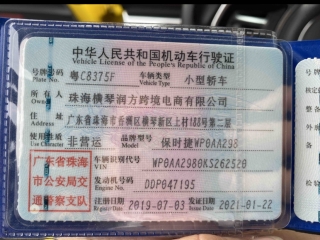 中华人民共和国机动车行驶证
Vehicle License of the People's Republic of China
号牌号码 粤C8375F 车辆类型 小型轿车
Plate No. Vehicle Type
所有人 珠海横琴润方跨境电商有限公司
Owner
住址 广东省珠海市香洲区横琴新区上村188号第二层
Address
使用性质 非营运 品牌型号 保时捷WP0AA298
Use Character Model
广东省珠海市公安局交通警察支队
车辆识别代号 WP0AA2980KS262520
VIN
发动机号码 DDP047195
Engine No.
注册日期 2019-07-03 发证日期 2021-01-22
Register Date Issue Date